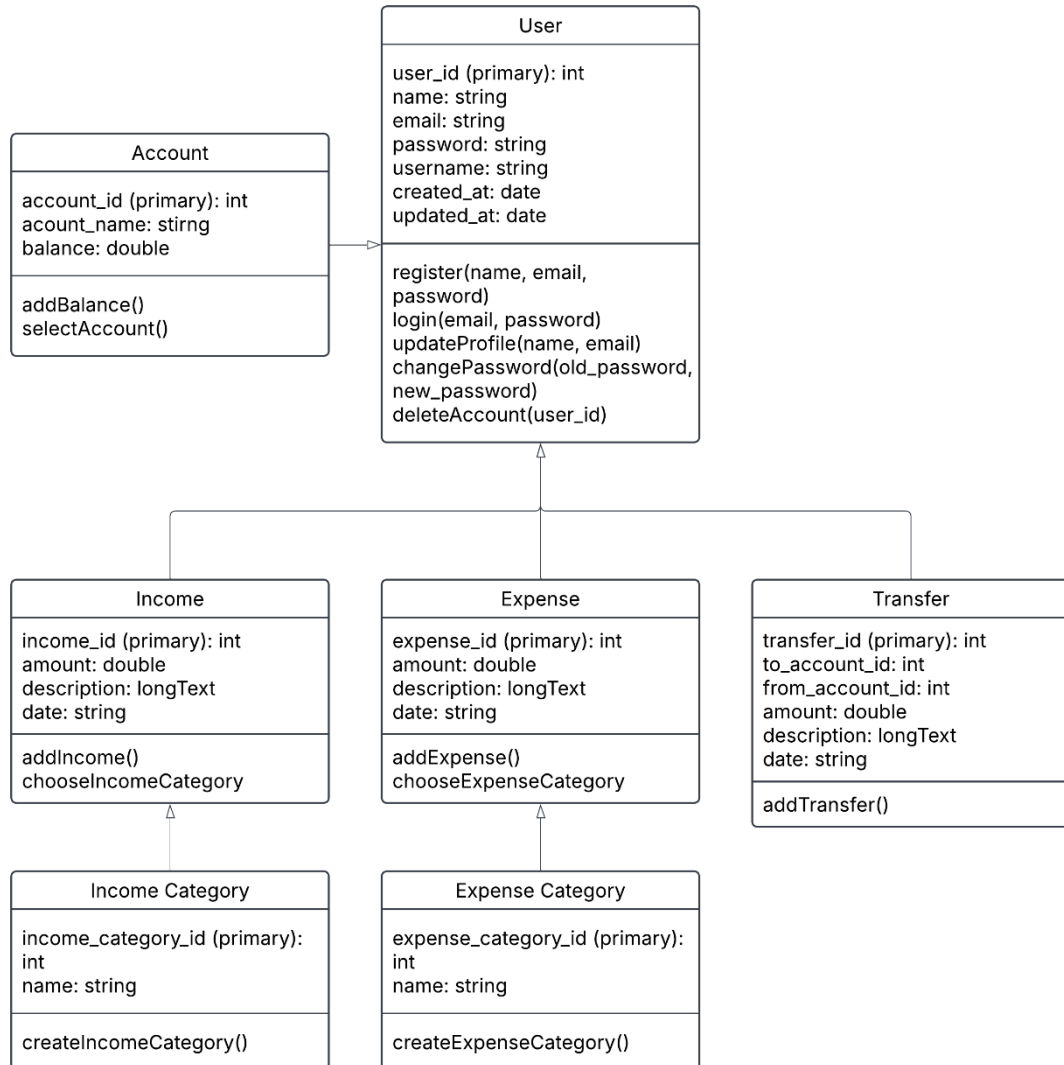 User
user_id (primary): int
name: string
email: string
password: string
username: string
created_at: date
updated_at: date
register(name, email,
password)
login(email, password)
updateProfile(name, email)
changePassword(old_password,
new_password)
deleteAccount(user_id)
Account
account_id (primary): int
acount_name: stirng
balance: double
addBalance()
selectAccount()
Income
income_id (primary): int
amount: double
description: longText
date: string
addIncome()
chooseIncomeCategory
Expense
expense_id (primary): int
amount: double
description: longText
date: string
addExpense()
chooseExpenseCategory
Transfer
transfer_id (primary): int
to_account_id: int
from_account_id: int
amount: double
description: longText
date: string
addTransfer()
Income Category
income_category_id (primary):
int
name: string
createIncomeCategory()
Expense Category
expense_category_id (primary):
int
name: string
createExpenseCategory()